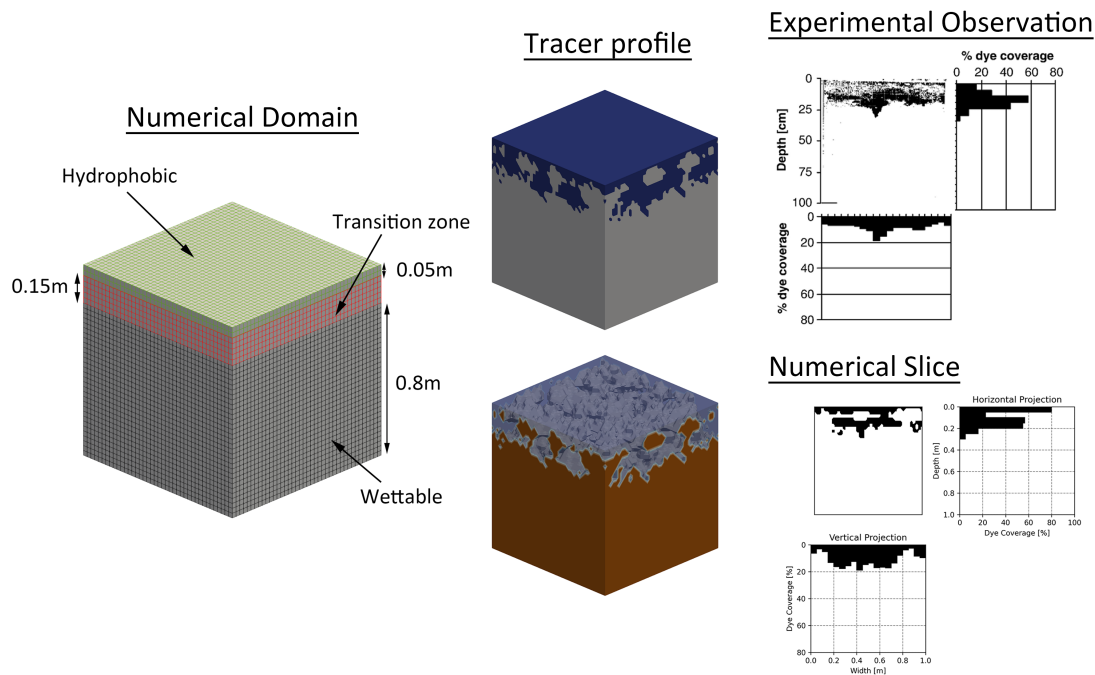 Numerical Domain
Hydrophobic
Transition zone
0.15m
0.05m
0.8m
Wettable
Tracer profile
Experimental Observation
% dye coverage
0 20 40 60 80
0
25
50
75
100
Depth [cm]
0
20
40
60
80
% dye coverage
Numerical Slice
Horizontal Projection
0.0
0.2
0.4
0.6
0.8
1.0
Depth [m]
0 20 40 60 80 100
Dye Coverage [%]
Vertical Projection
0
20
40
60
80
Dye Coverage [%]
0.0 0.2 0.4 0.6 0.8 1.0
Width [m]